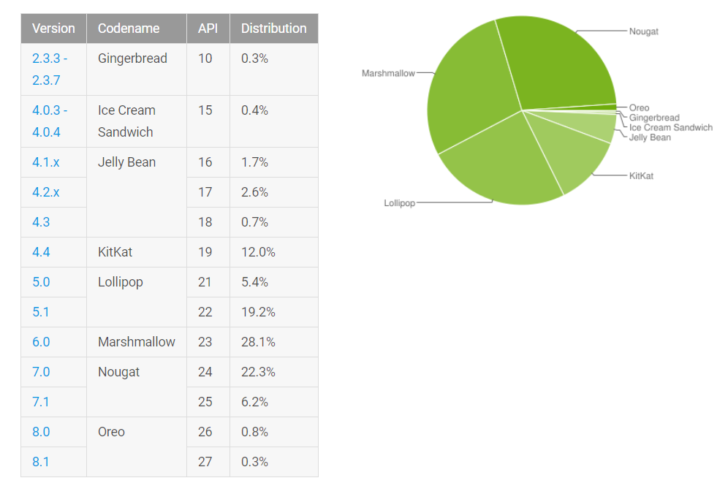 Version Codename API Distribution
2.3.3 - Gingerbread 10 0.3%
2.3.7
4.0.3 - Ice Cream 15 0.4%
4.0.4 Sandwich
4.1.x Jelly Bean 16 1.7%
4.2.x 17 2.6%
4.3 18 0.7%
4.4 KitKat 19 12.0%
5.0 Lollipop 21 5.4%
5.1 22 19.2%
6.0 Marshmallow 23 28.1%
7.0 Nougat 24 22.3%
7.1 25 6.2%
8.0 Oreo 26 0.8%
8.1 27 0.3%
Nougat
Marshmallow
Oreo
Gingerbread
Ice Cream Sandwich
Jelly Bean
KitKat
Lollipop